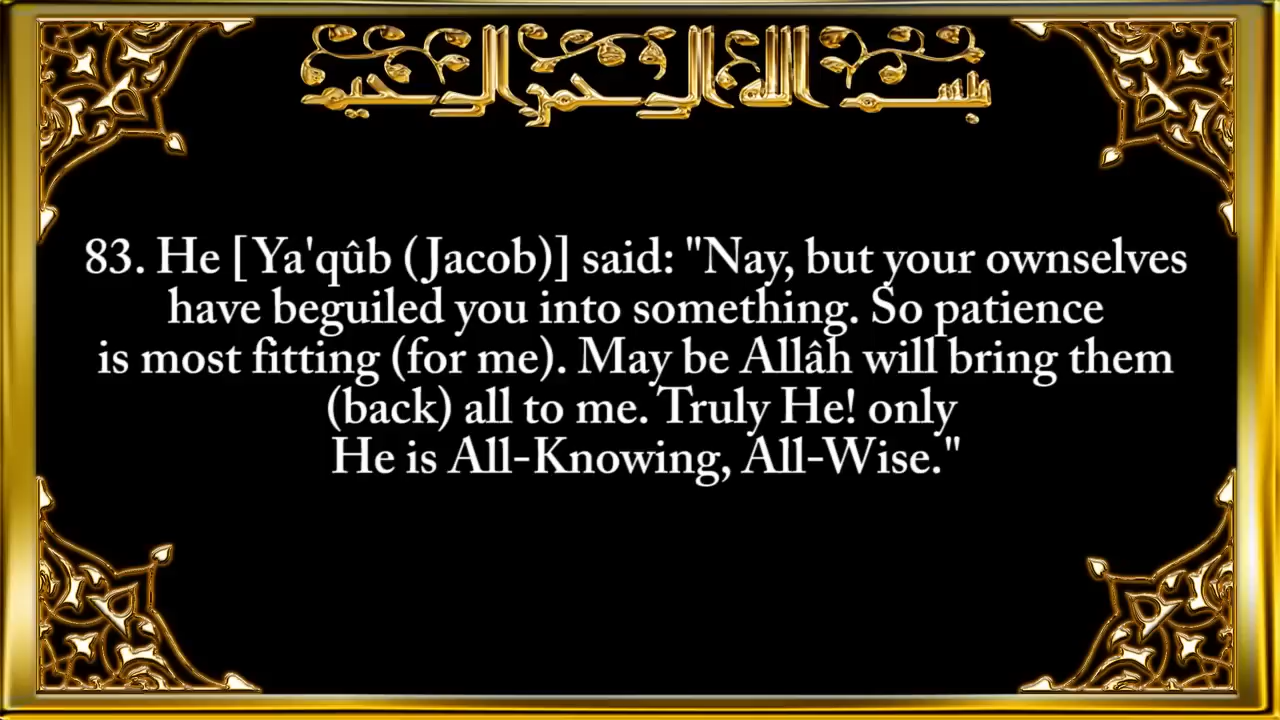 بسم الله الرحمن الرحيم
83. He [Ya'qûb (Jacob)] said: "Nay, but your ownselves
have beguiled you into something. So patience
is most fitting (for me). May be Allâh will bring them
(back) all to me. Truly He! only
He is All-Knowing, All-Wise."